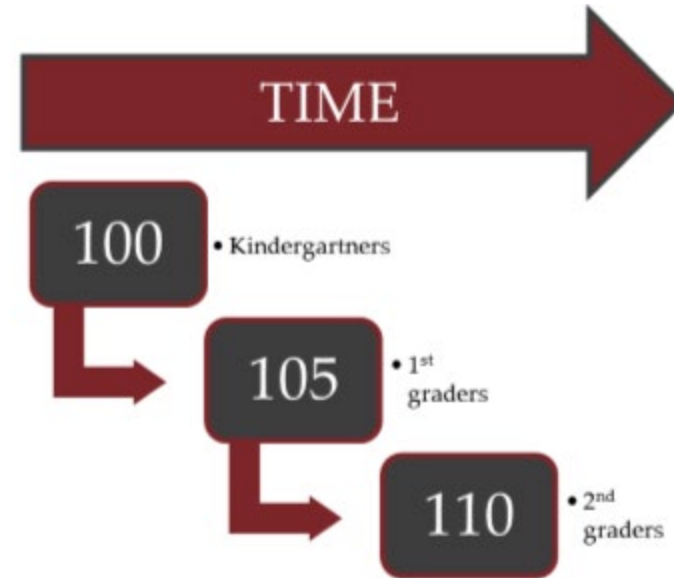 TIME
100
• Kindergartners
105
• 1st
graders
110
• 2nd
graders